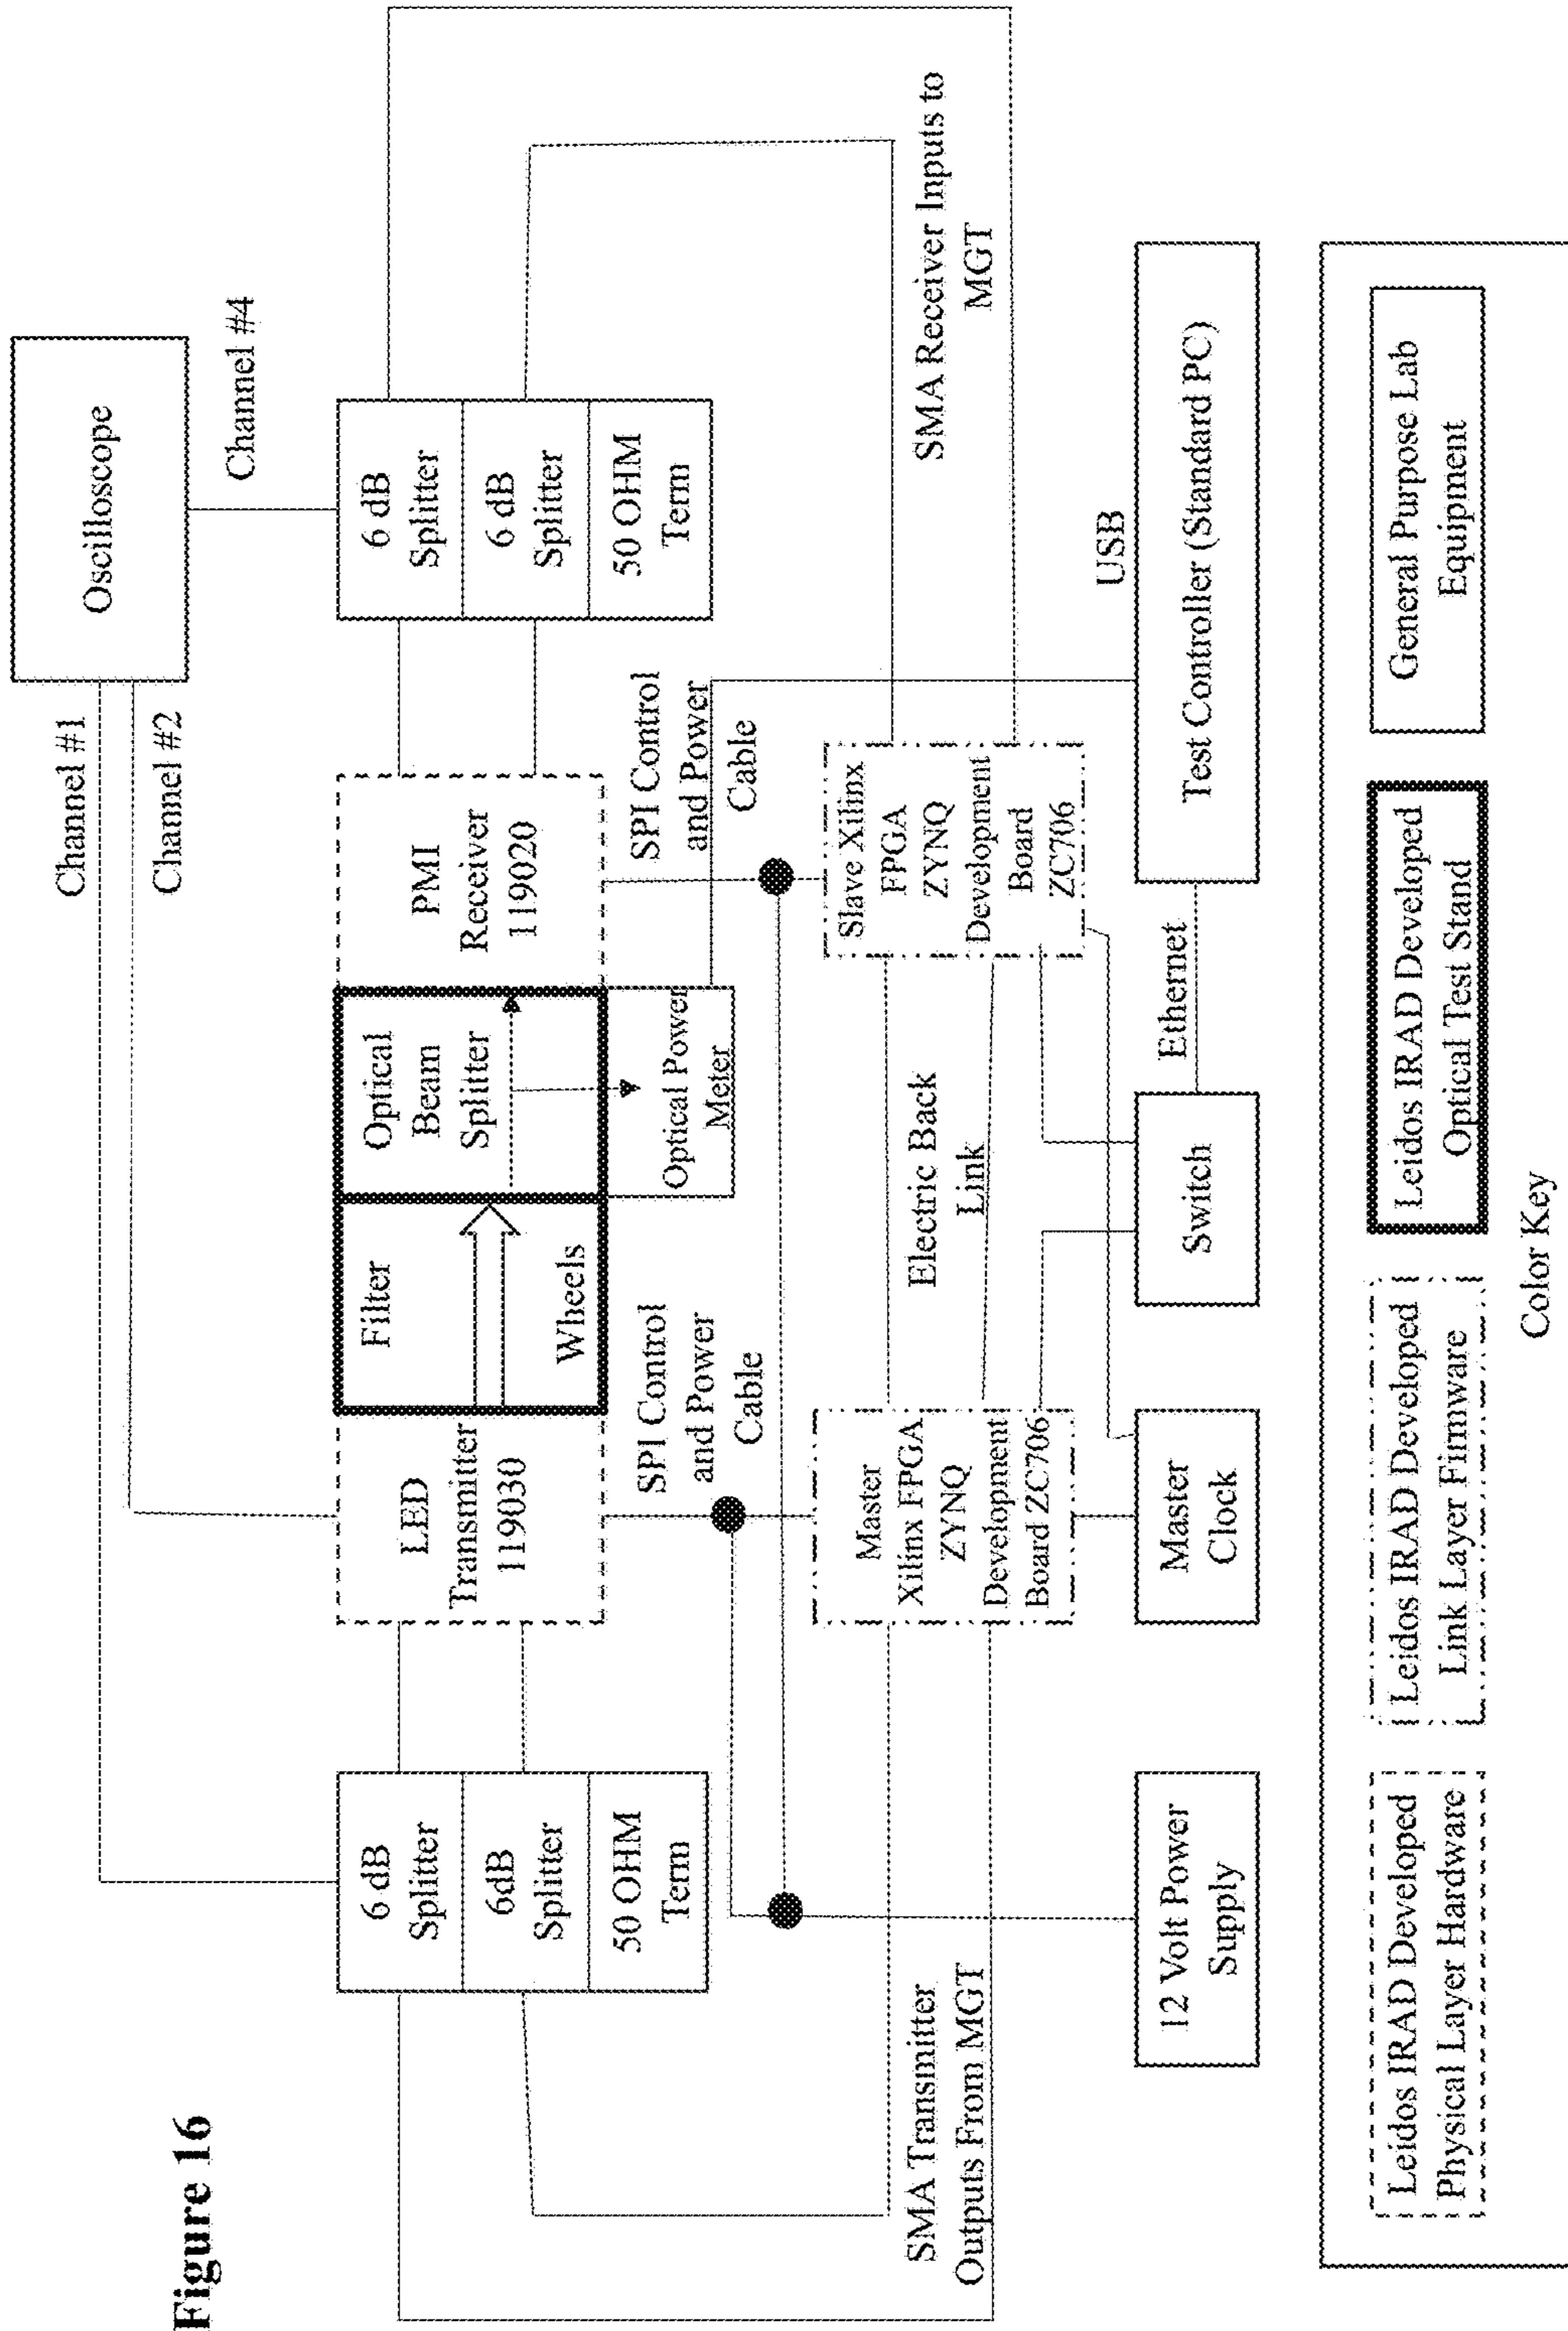 Figure 16
Oscilloscope
Channel #1
Channel #2
Channel #4
6 dB
Splitter
6dB
Splitter
50 OHM
Term
LED
Transmitter
119030
Filter
Wheels
Optical
Beam
Splitter
PMI
Receiver
119020
6 dB
Splitter
6 dB
Splitter
50 OHM
Term
Optical Power
Meter
SPI Control
and Power
Cable
SPI Control
and Power
Cable
SMA Transmitter
Outputs From MGT
Master
Xilinx FPGA
ZYNQ
Development
Board ZC706
Electric Back
Link
Slave Xilinx
FPGA
ZYNQ
Development
Board
ZC706
SMA Receiver Inputs to
MGT
12 Volt Power
Supply
Master
Clock
Switch
Ethernet
USB
Test Controller (Standard PC)
Leidos IRAD Developed
Physical Layer Hardware
Leidos IRAD Developed
Link Layer Firmware
Leidos IRAD Developed
Optical Test Stand
General Purpose Lab
Equipment
Color Key